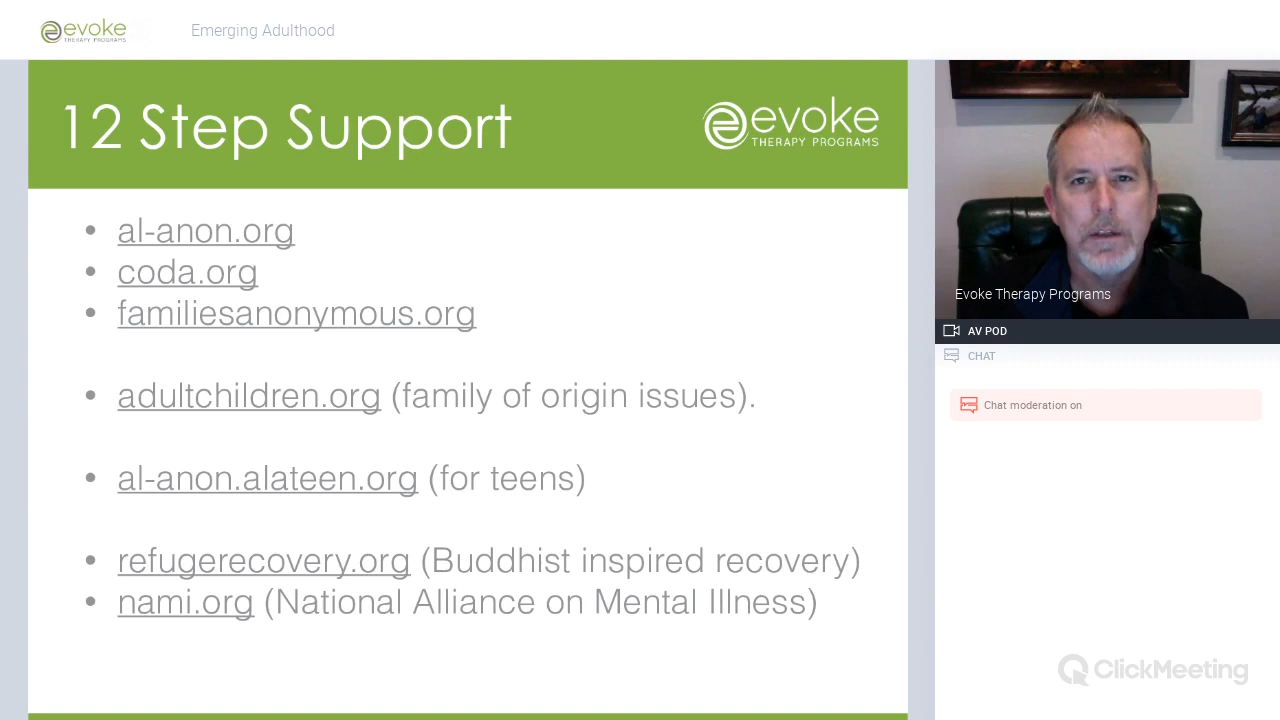 evoke
THERAPY PROGRAMS
Emerging Adulthood
12 Step Support
evoke
THERAPY PROGRAMS
• al-anon.org
• coda.org
• familiesanonymous.org
• adultchildren.org (family of origin issues).
• al-anon.alateen.org (for teens)
• refugerecovery.org (Buddhist inspired recovery)
• nami.org (National Alliance on Mental Illness)
Evoke Therapy Programs
AV POD
CHAT
Chat moderation on
ClickMeeting